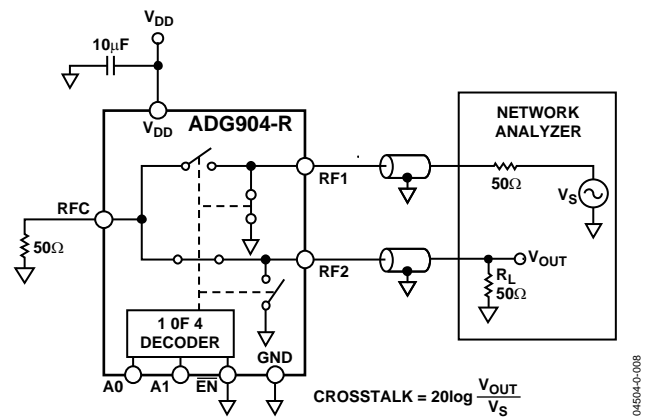 VDD
10μF
VDD
ADG904-R
NETWORK
ANALYZER
RF1
50Ω
VS
RFC
50Ω
RF2
VOUT
RL
50Ω
1 0F 4
DECODER
GND
A0 A1 EN
CROSSTALK = 20log VOUT/VS
04504-0-008